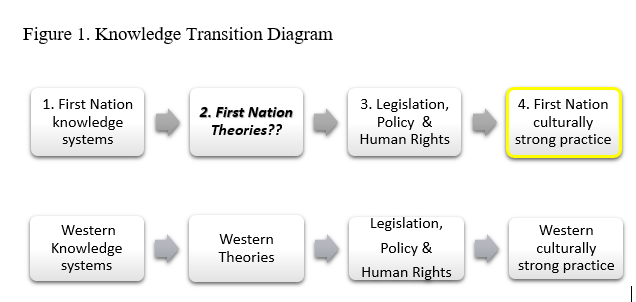 Figure 1. Knowledge Transition Diagram
1. First Nation
knowledge
systems
2. First Nation
Theories??
3. Legislation,
Policy &
Human Rights
4. First Nation
culturally
strong practice
Western
Knowledge
systems
Western
Theories
Legislation,
Policy &
Human Rights
Western
culturally
strong practice